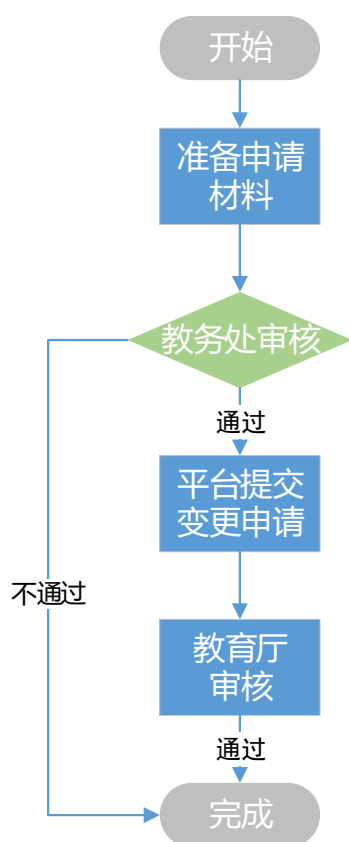 开始
准备申请
材料
教务处审核
通过
平台提交
变更申请
不通过
教育厅
审核
通过
完成